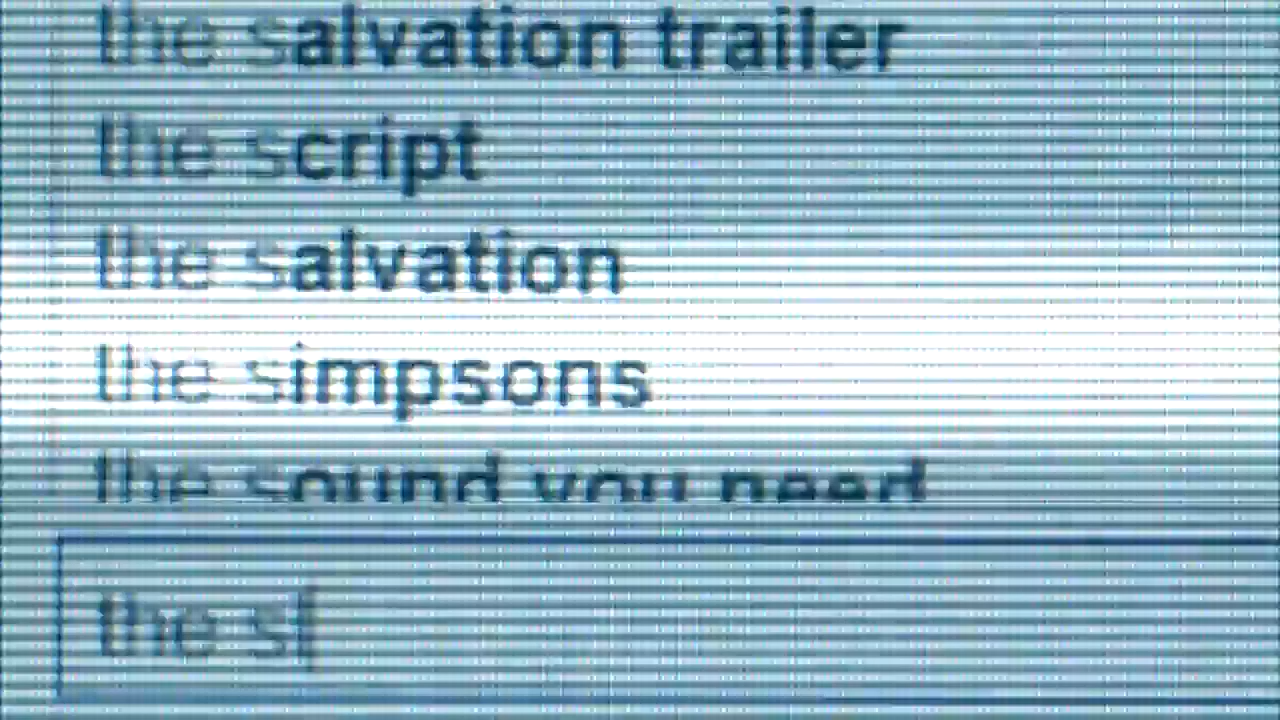 the salvation trailer
the script
the salvation
the simpsons
the sound you need
the s